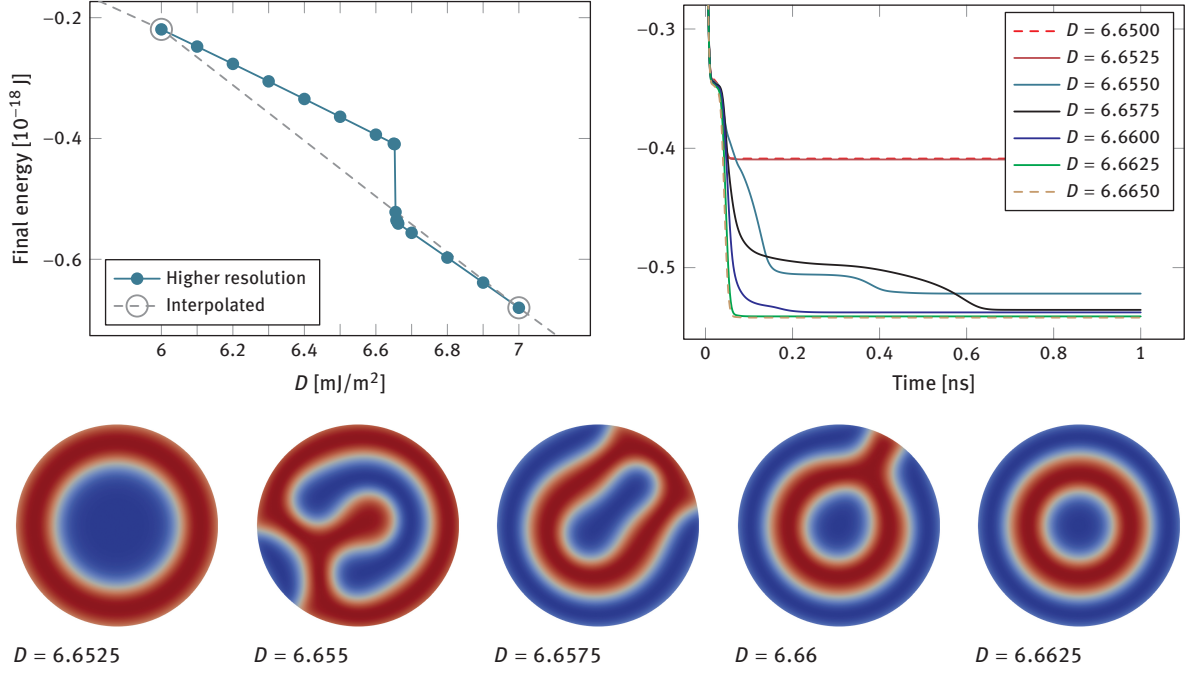 −0.2
−0.4
−0.6
Final energy [10⁻¹⁸ J]
Higher resolution
Interpolated
6
6.2
6.4
6.6
6.8
7
D [mJ/m²]
−0.3
−0.4
−0.5
D = 6.6500
D = 6.6525
D = 6.6550
D = 6.6575
D = 6.6600
D = 6.6625
D = 6.6650
0
0.2
0.4
0.6
0.8
1
Time [ns]
D = 6.6525
D = 6.655
D = 6.6575
D = 6.66
D = 6.6625